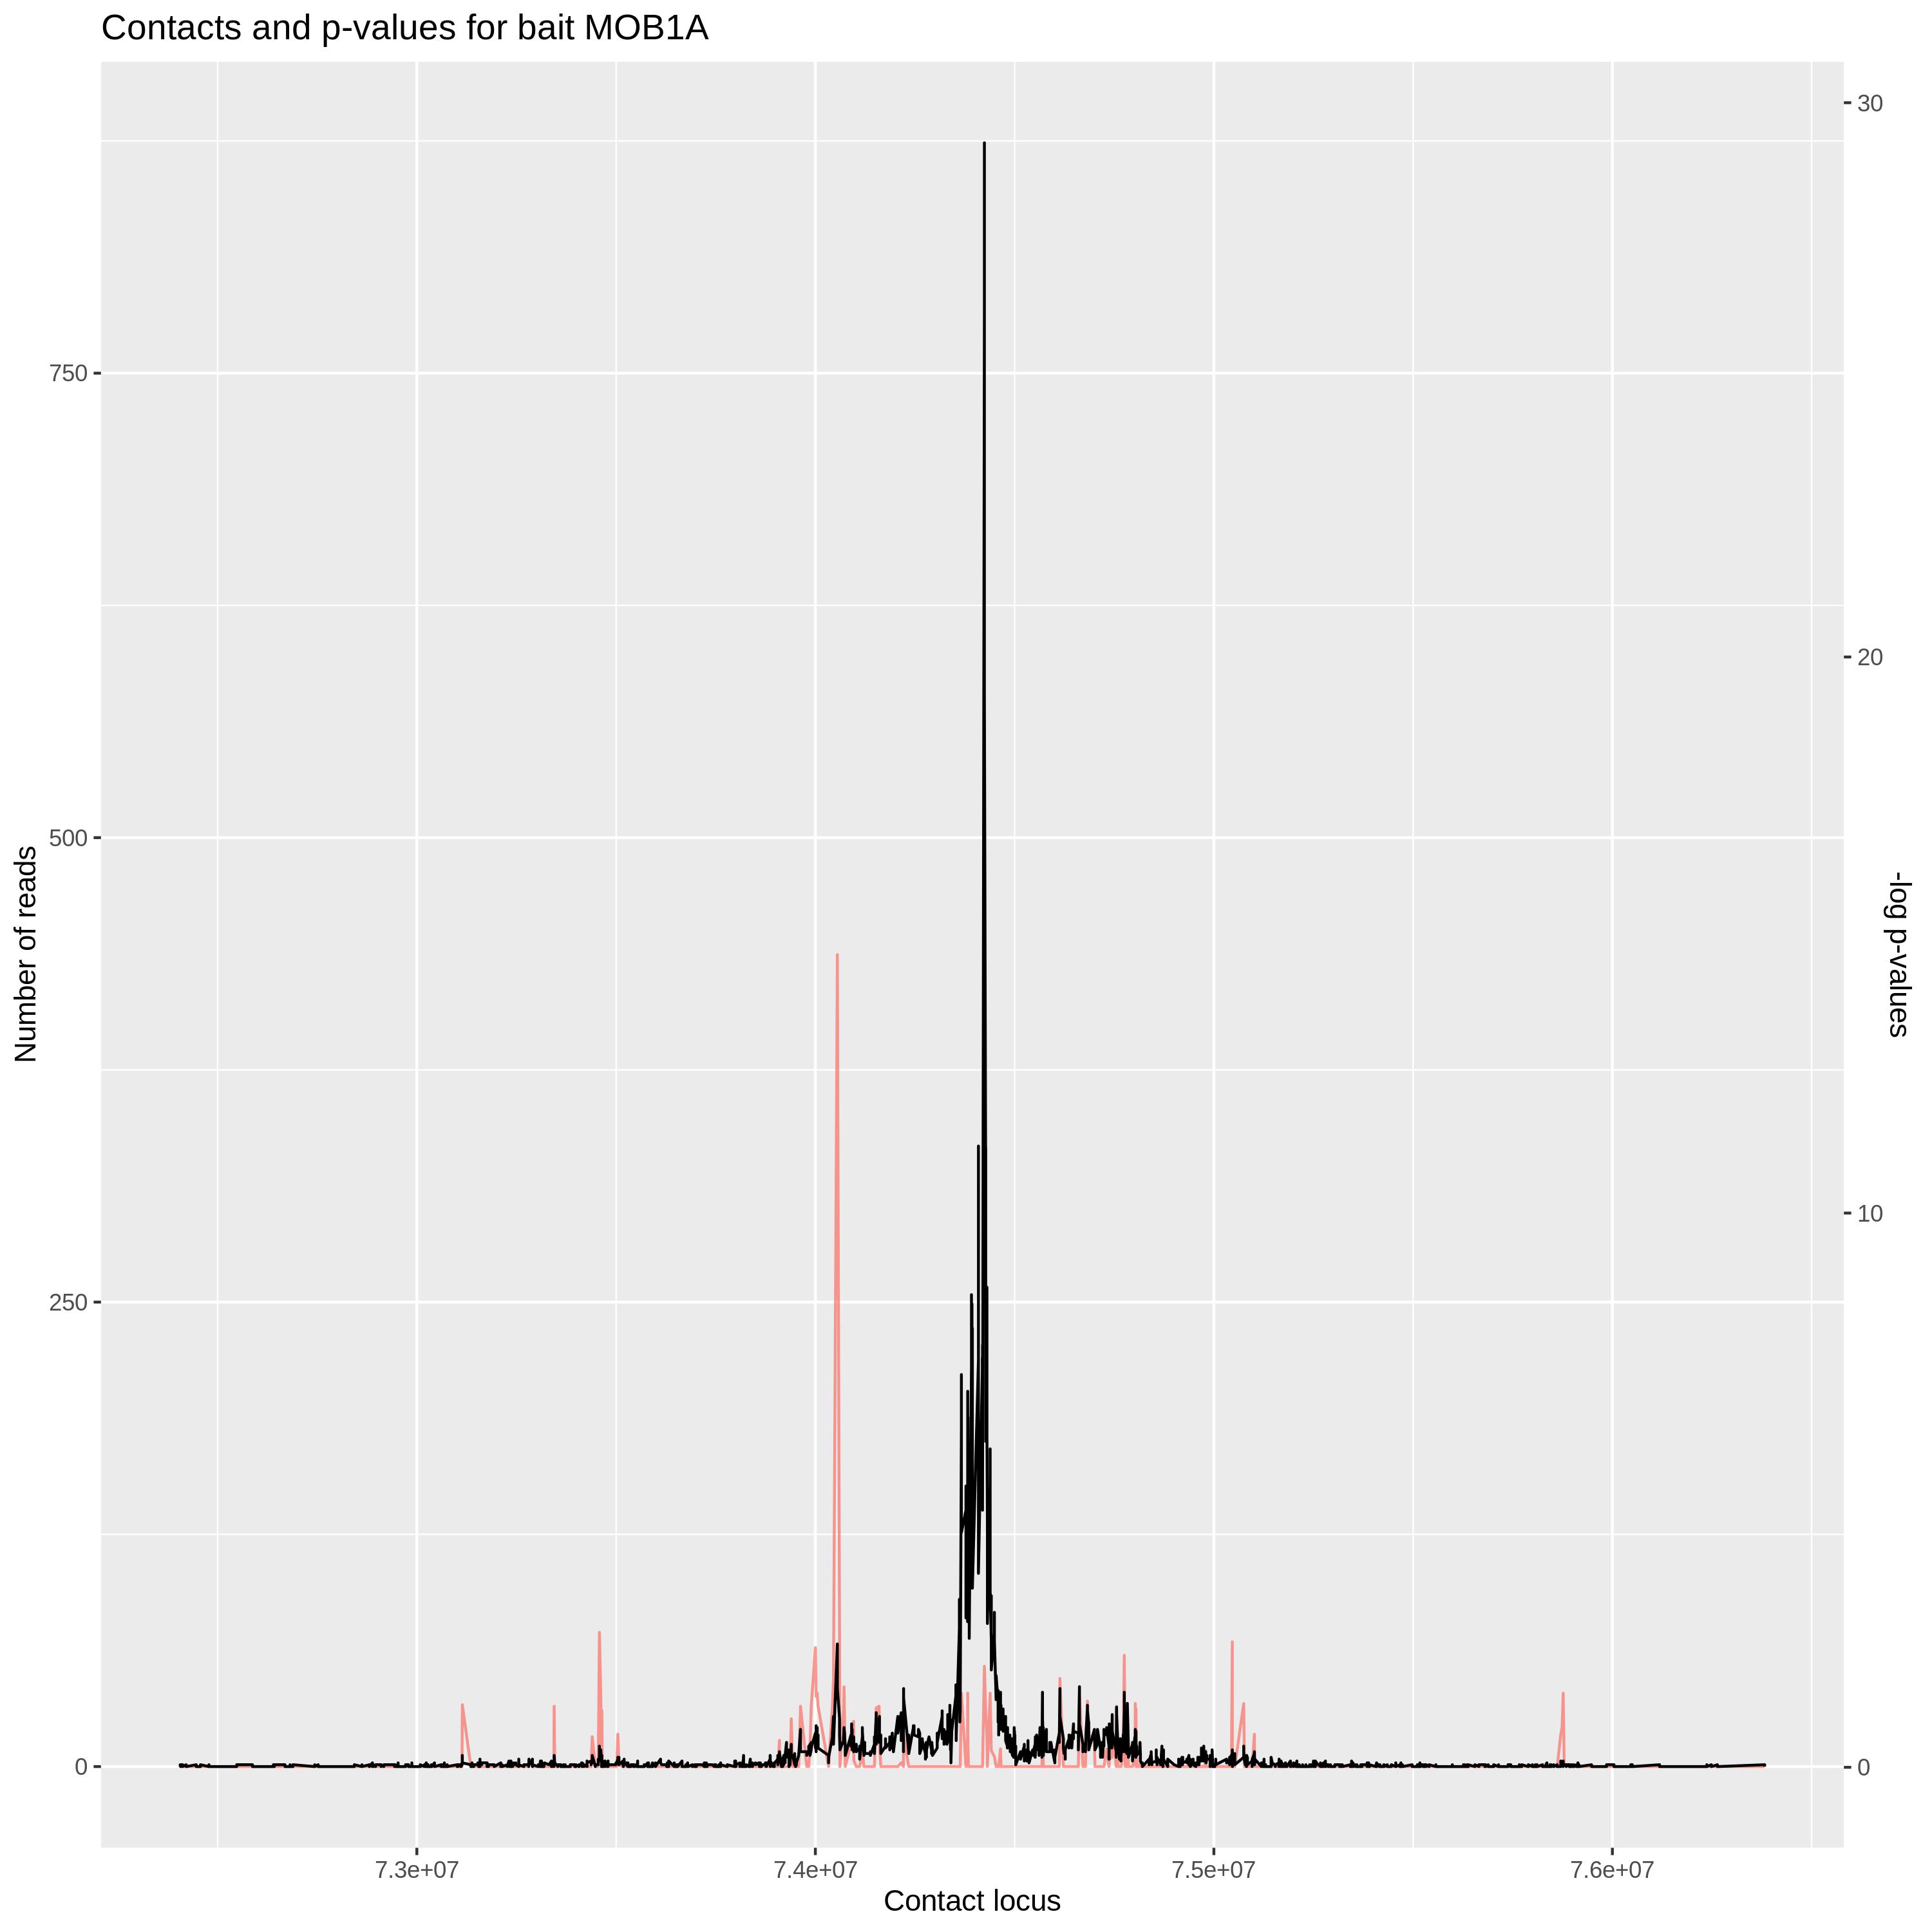 Contacts and p-values for bait MOB1A
30
750
20
500
Number of reads
-log p-values
10
250
0
0
7.3e+07
7.4e+07
7.5e+07
7.6e+07
Contact locus